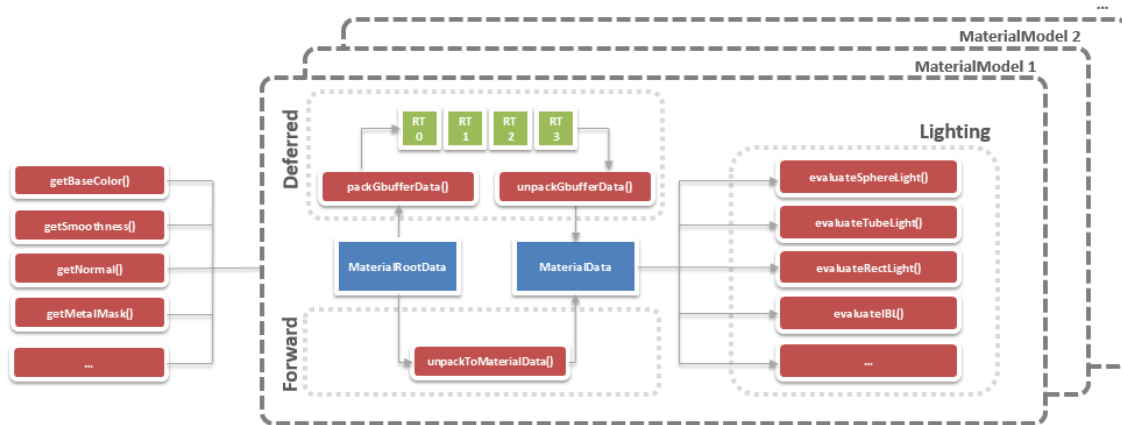 ...
MaterialModel 2
MaterialModel 1
Deferred
RT
0
RT
1
RT
2
RT
3
Lighting
getBaseColor()
packGbufferData()
unpackGbufferData()
evaluateSphereLight()
getSmoothness()
evaluateTubeLight()
getNormal()
MaterialRootData
MaterialData
evaluateRectLight()
getMetalMask()
evaluateIBL()
Forward
...
unpackToMaterialData()
...